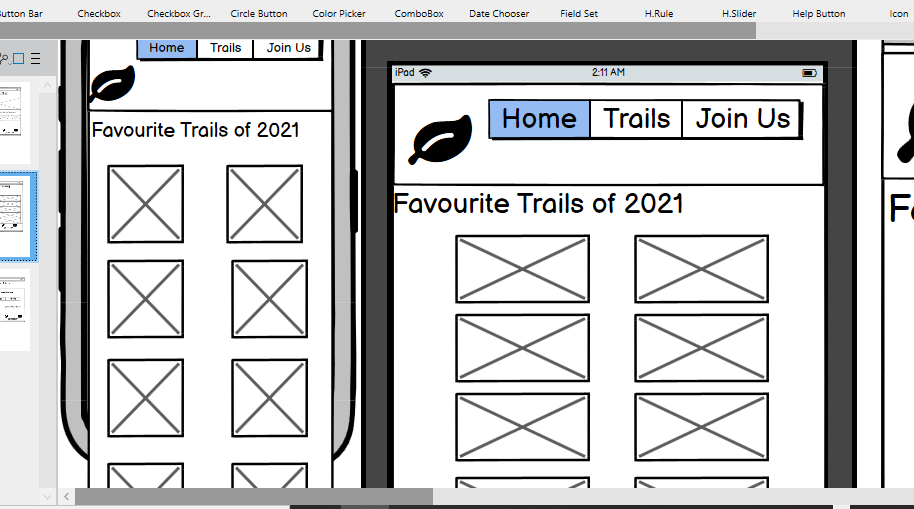 Button Bar Checkbox Checkbox Gr... Circle Button Color Picker ComboBox Date Chooser Field Set H.Rule H.Slider Help Button Icon
Home Trails Join Us
Favourite Trails of 2021
iPad 2:11 AM
Home Trails Join Us
Favourite Trails of 2021